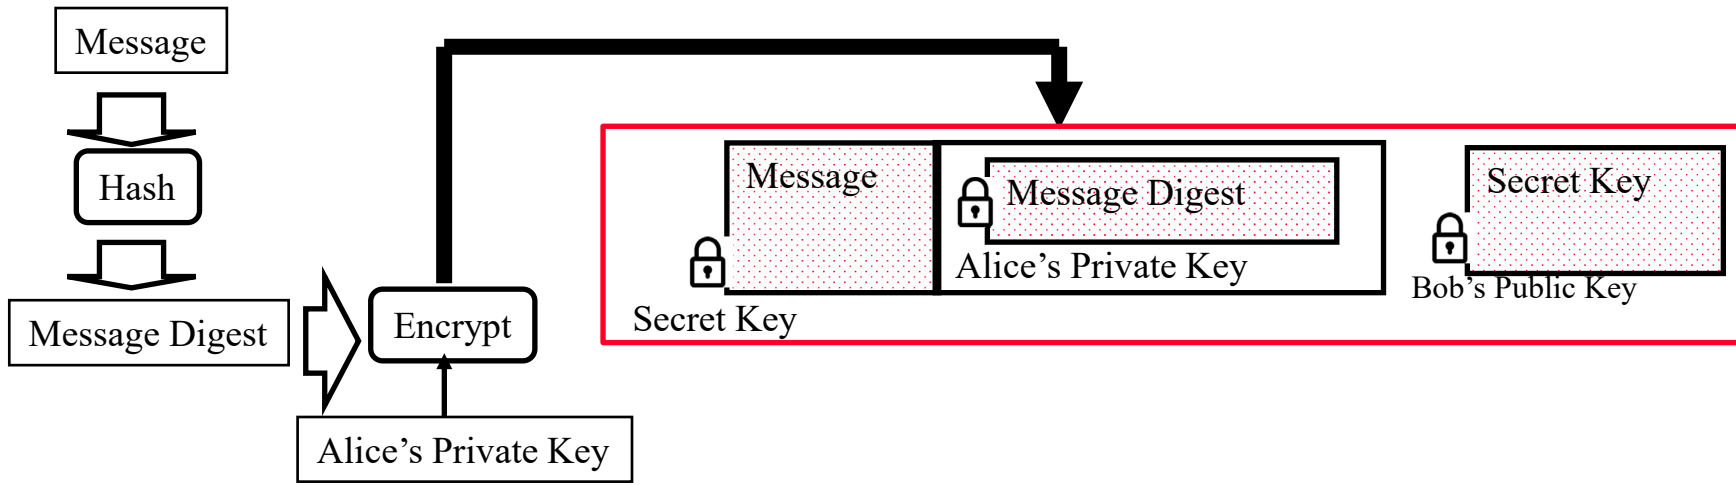 Message
Hash
Message Digest
Encrypt
Alice’s Private Key
Message
Secret Key
Message Digest
Alice’s Private Key
Secret Key
Bob’s Public Key